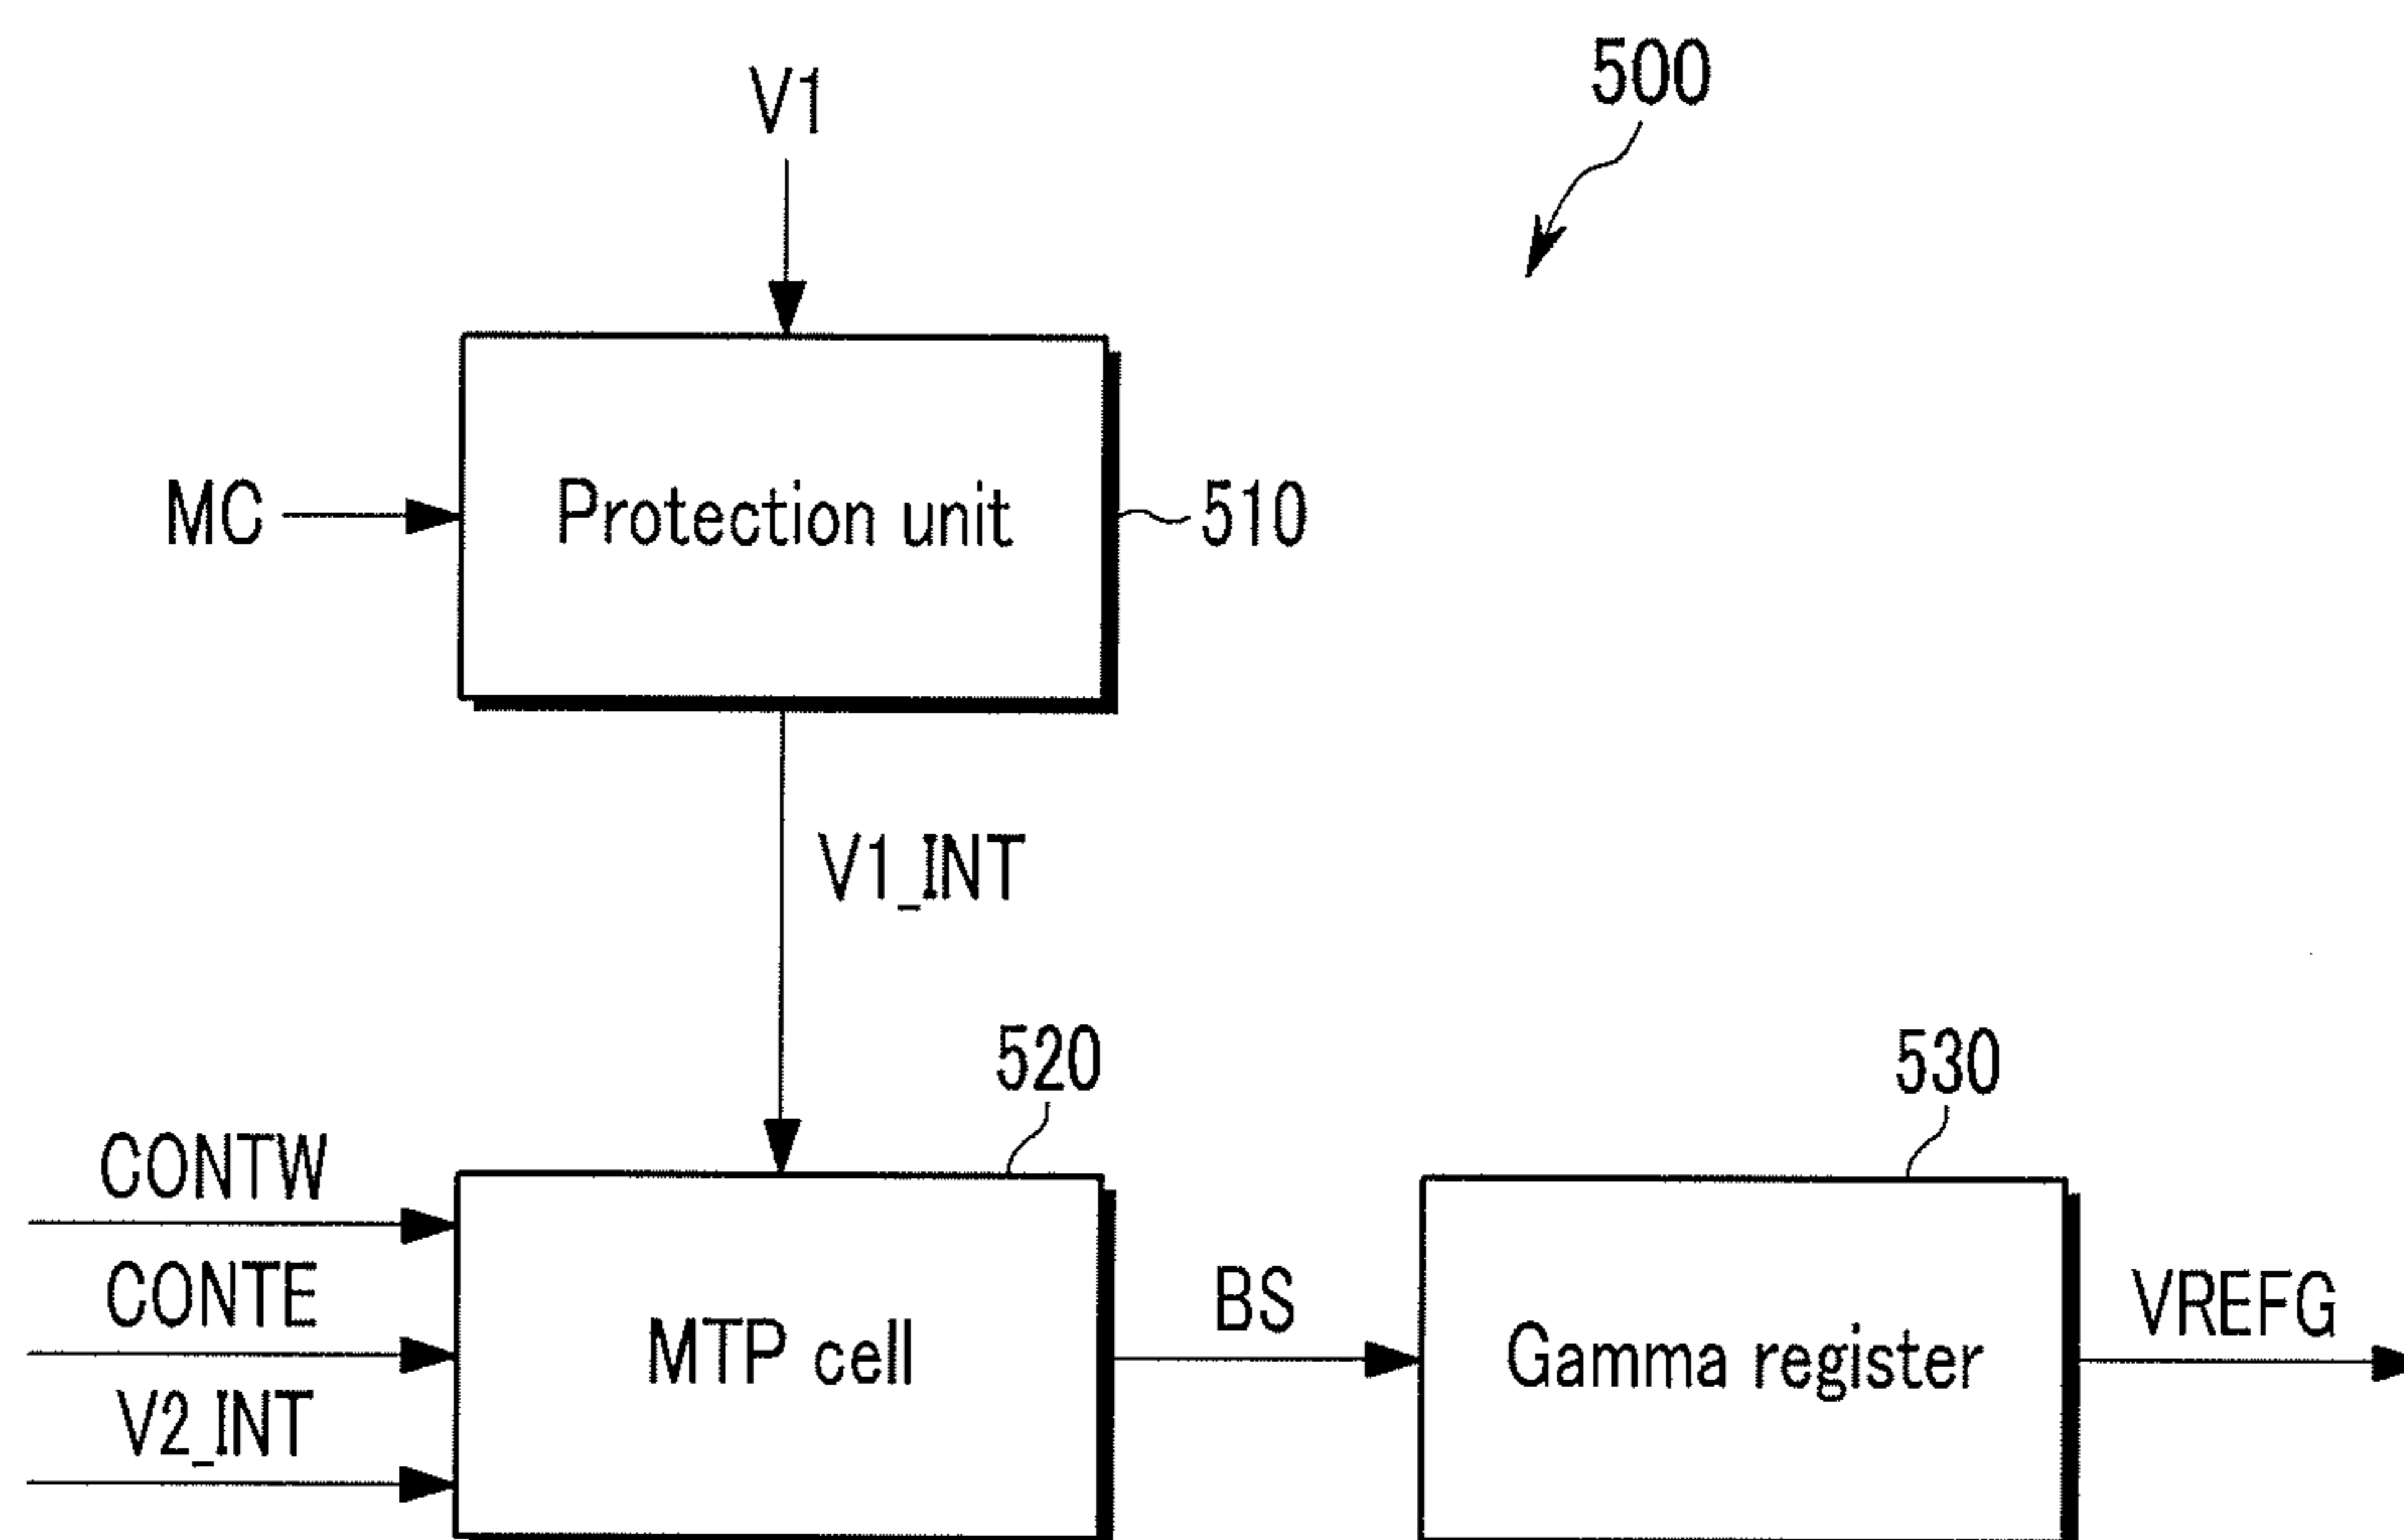 500
V1
MC
Protection unit
510
V1_INT
520
530
CONTW
CONTE
V2_INT
MTP cell
BS
Gamma register
VREFG